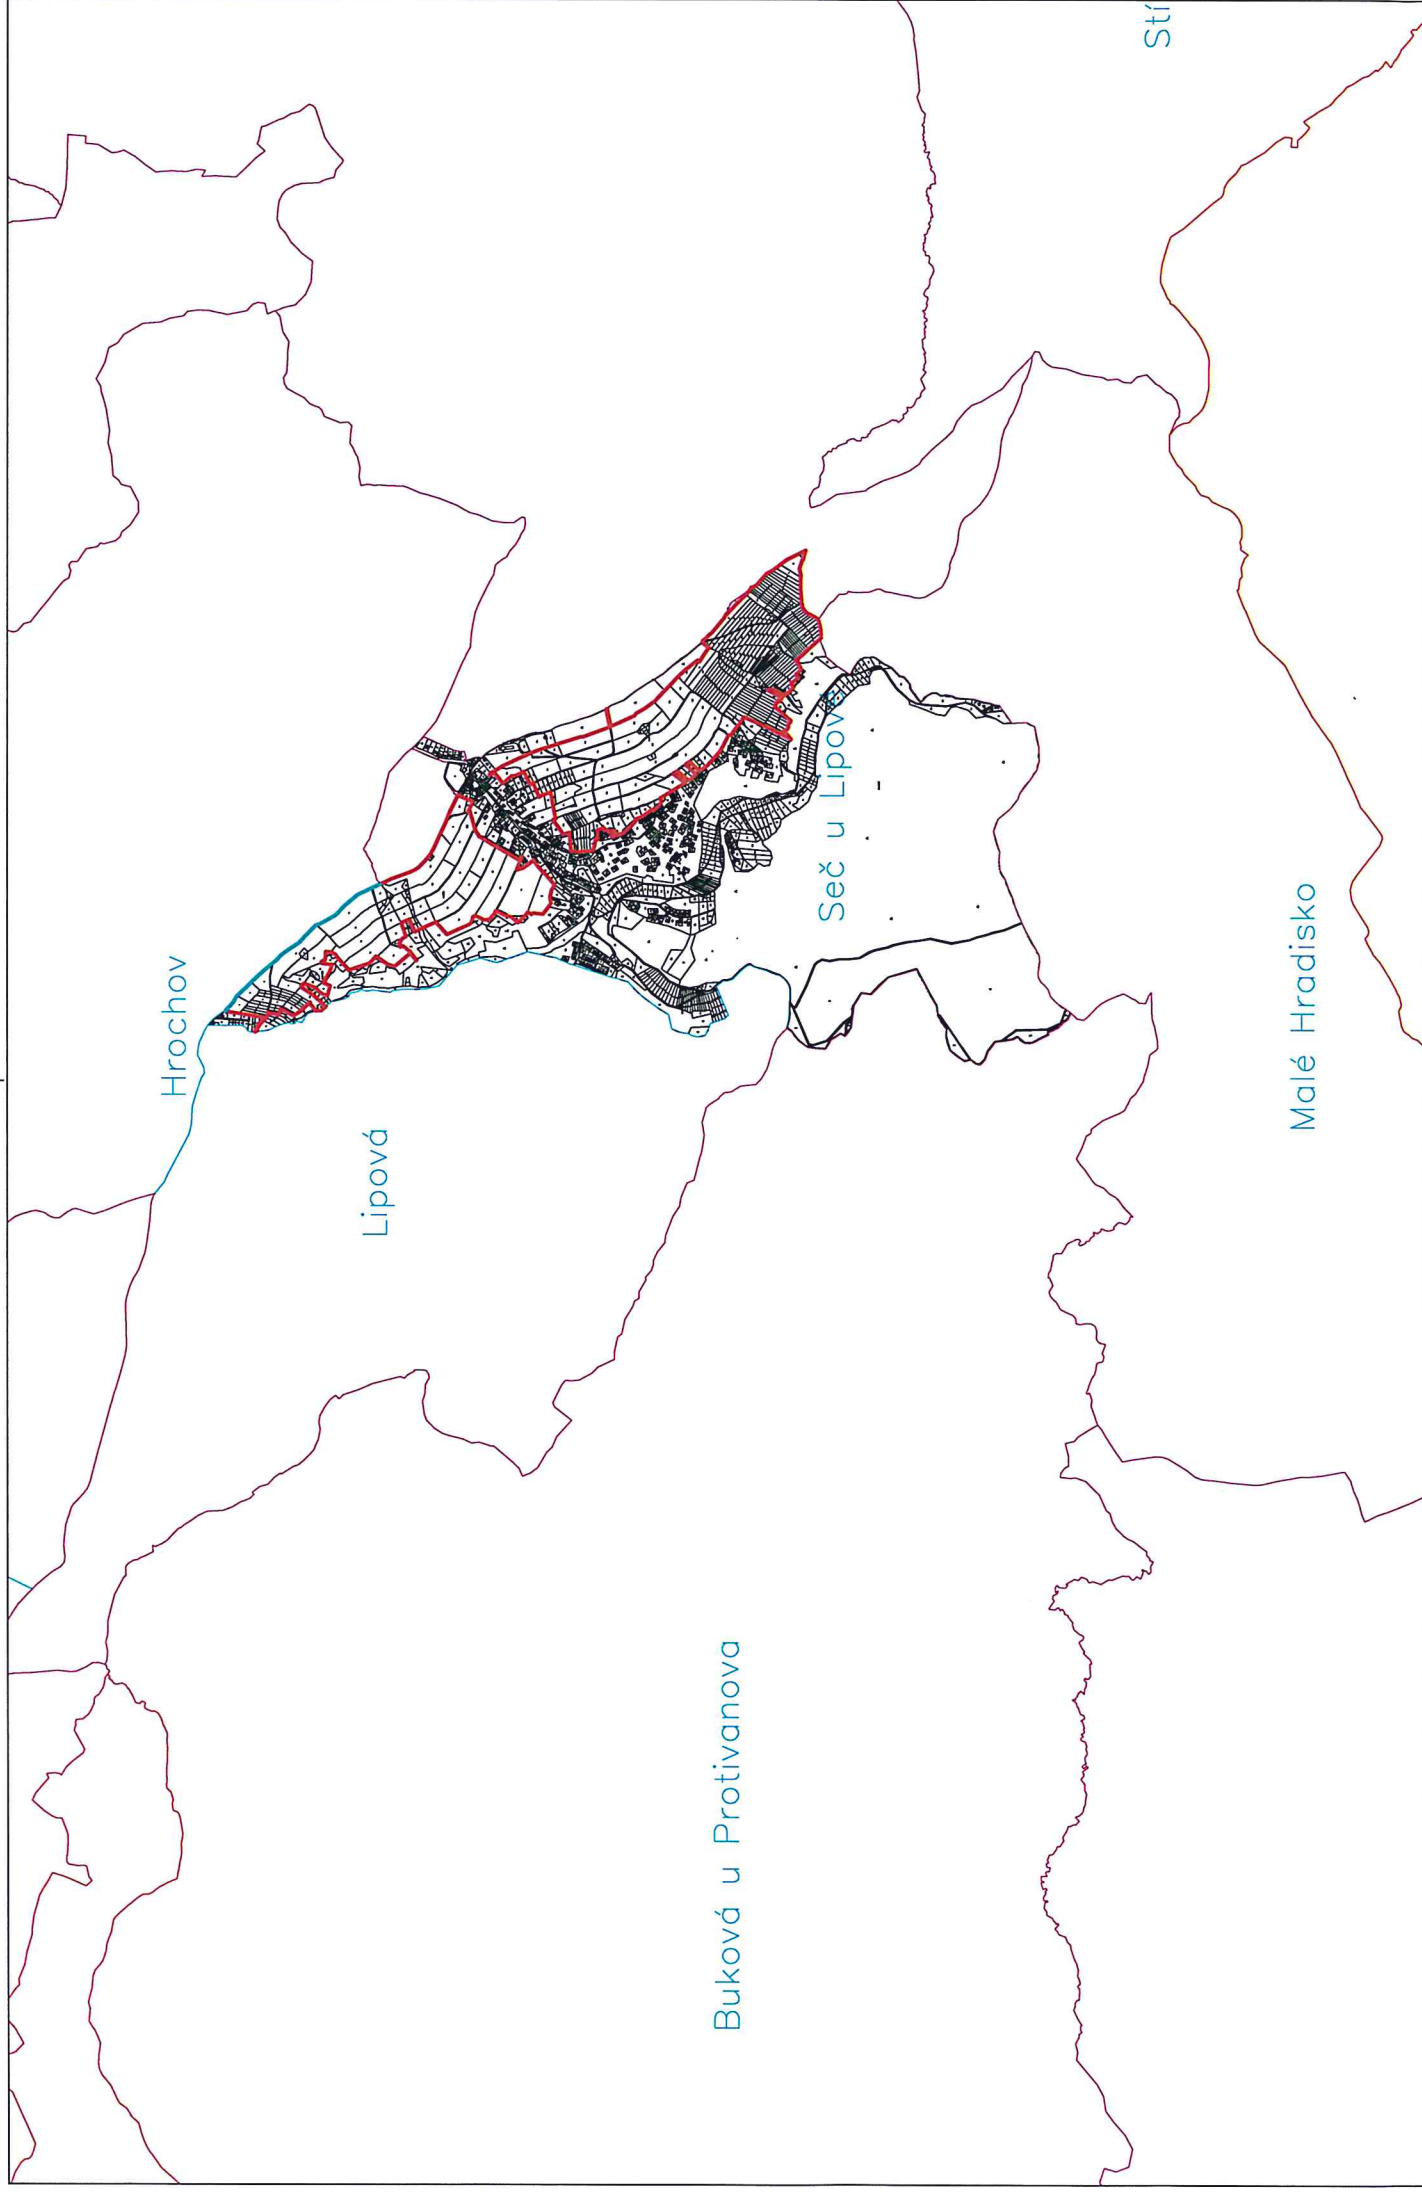 Hrochov
Lipová
Buková u Protivanova
Seč u Lipové
Malé Hradisko
Stí